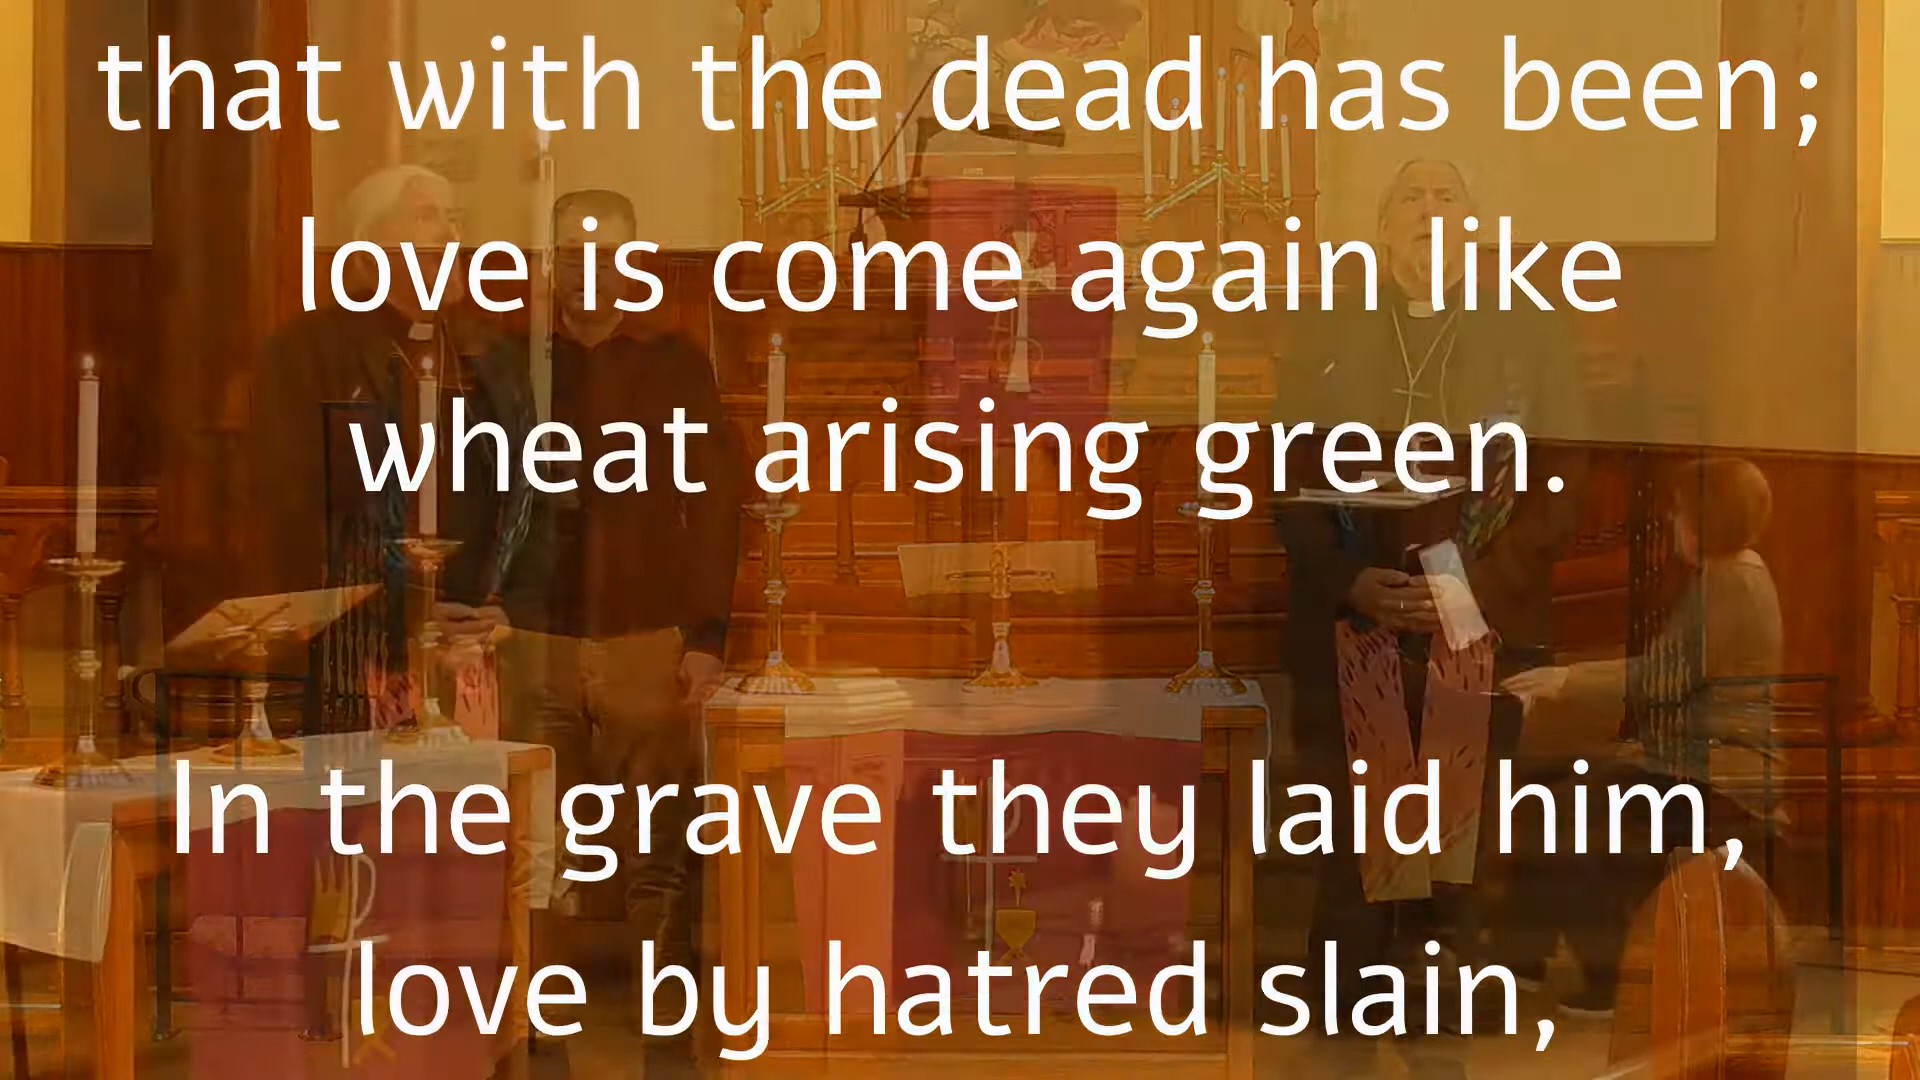 that with the dead has been;
love is come again like
wheat arising green.
In the grave they laid him,
love by hatred slain,